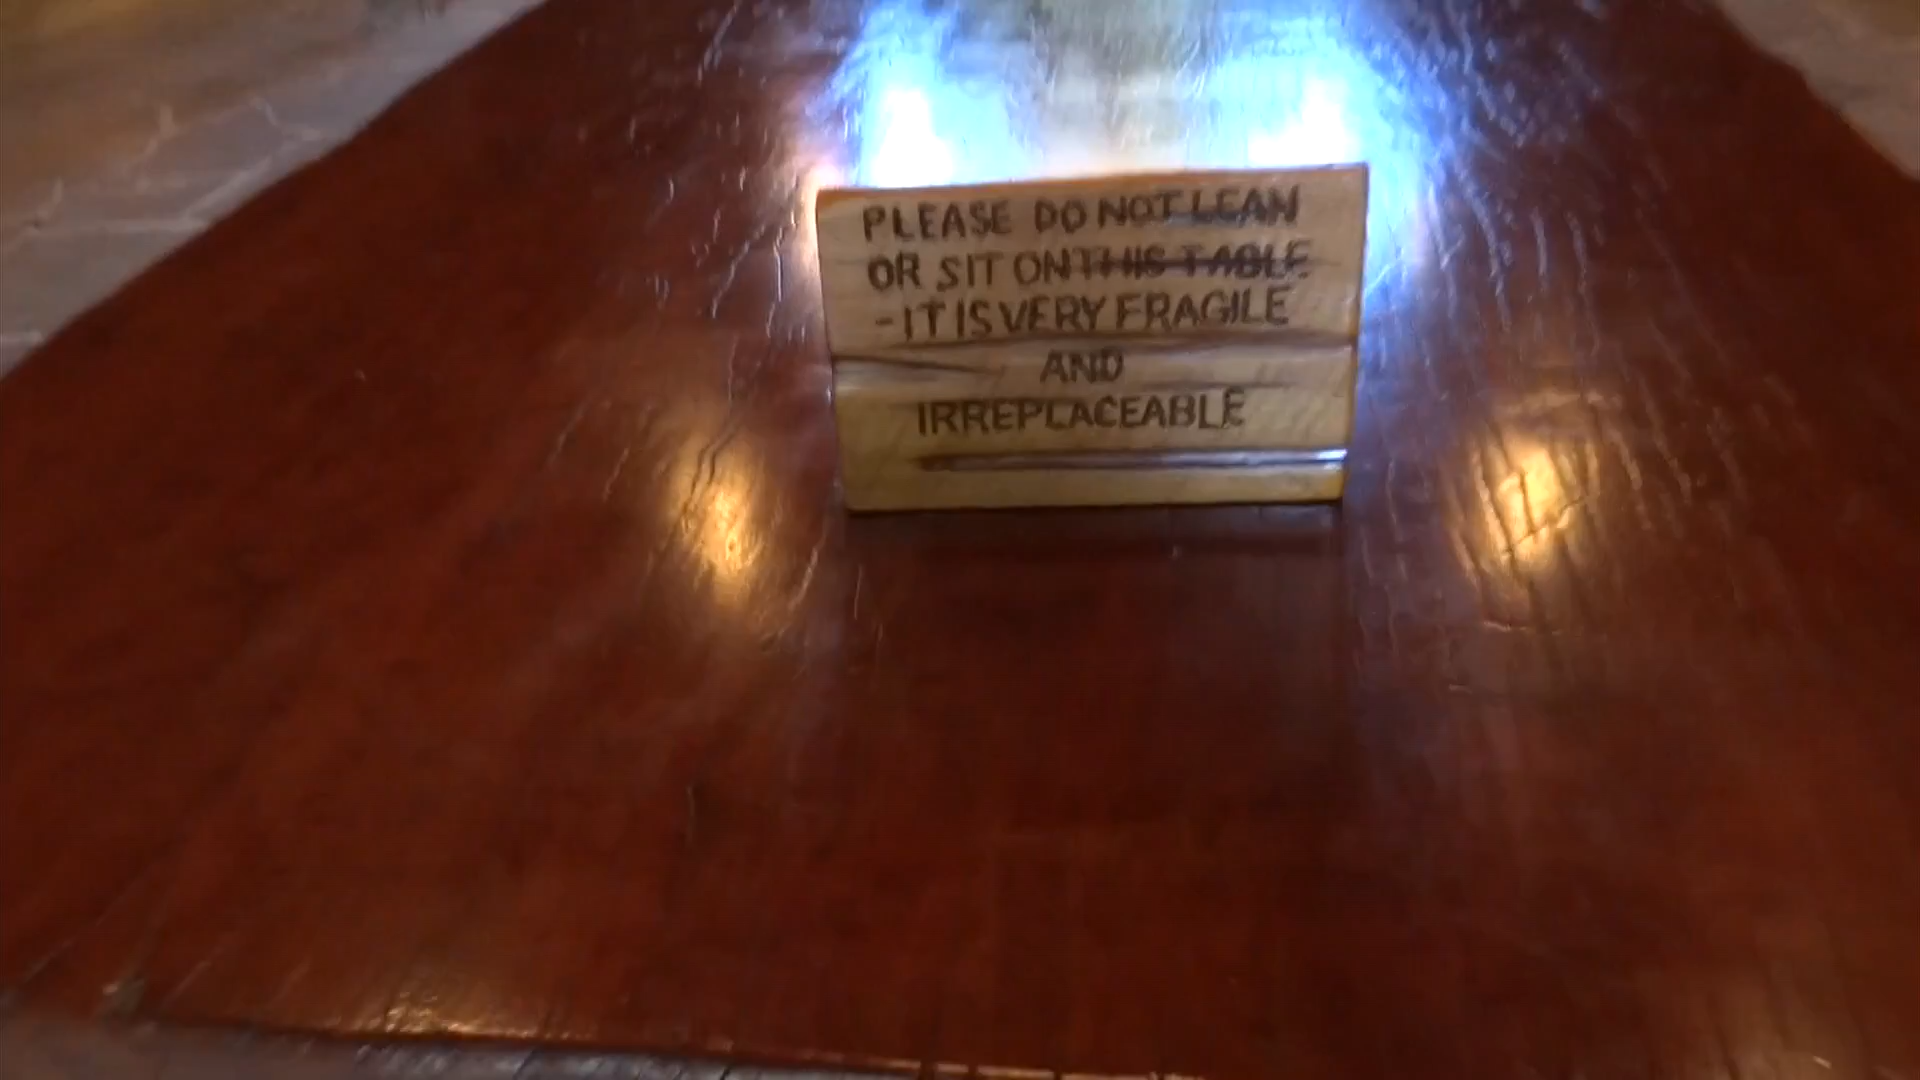 PLEASE DO NOT LEAN
OR SIT ON THIS TABLE
- IT IS VERY FRAGILE
AND
IRREPLACEABLE